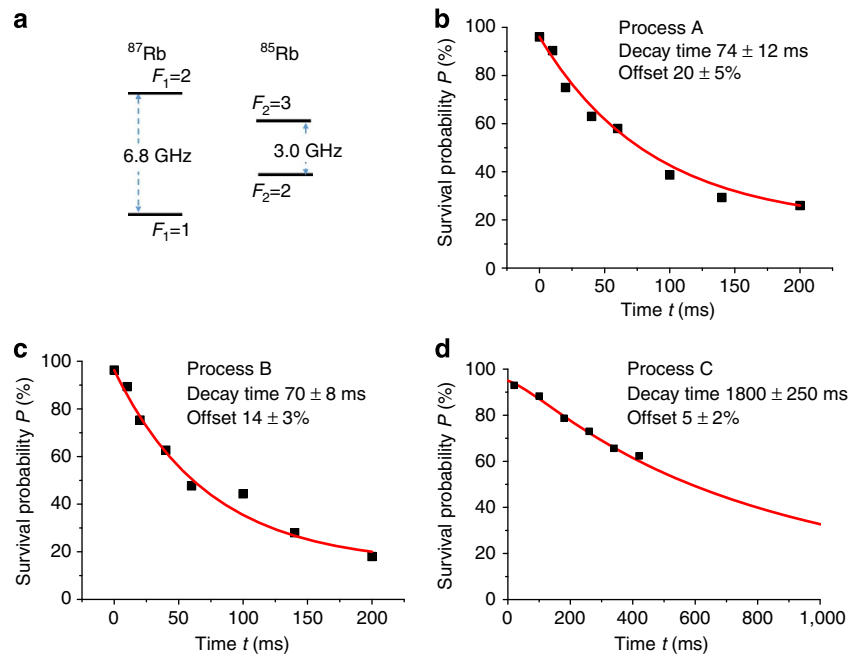 a
⁸⁷Rb
⁸⁵Rb
F₁=2
F₂=3
6.8 GHz
3.0 GHz
F₂=2
F₁=1
b
Process A
Decay time 74 ± 12 ms
Offset 20 ± 5%
Survival probability P (%)
100
80
60
40
20
0
0 50 100 150 200
Time t (ms)
c
Process B
Decay time 70 ± 8 ms
Offset 14 ± 3%
Survival probability P (%)
100
80
60
40
20
0
0 50 100 150 200
Time t (ms)
d
Process C
Decay time 1800 ± 250 ms
Offset 5 ± 2%
Survival probability P (%)
100
80
60
40
20
0
0 200 400 600 800 1,000
Time t (ms)